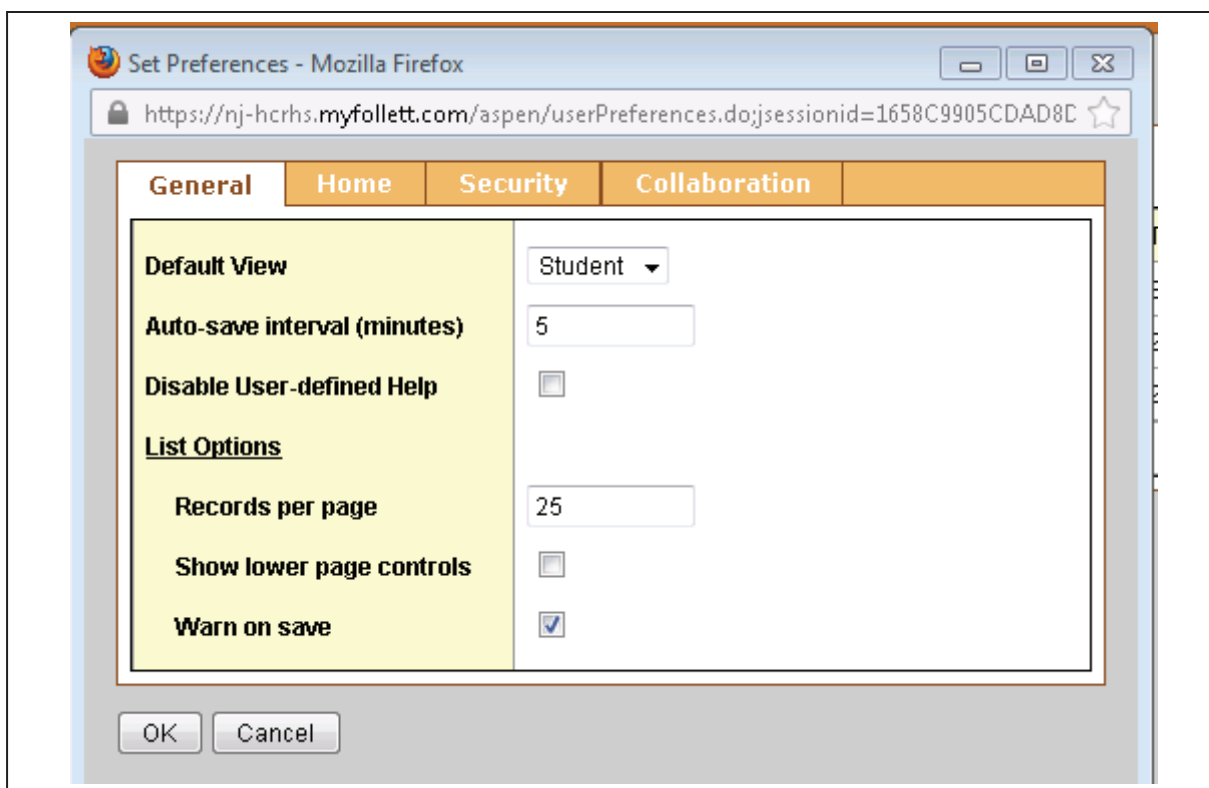 Set Preferences - Mozilla Firefox
https://nj-hcrhs.myfollett.com/aspen/userPreferences.do;jsessionid=1658C9905CDAD8D
General Home Security Collaboration
Default View Student
Auto-save interval (minutes) 5
Disable User-defined Help
List Options
Records per page 25
Show lower page controls
Warn on save
OK Cancel